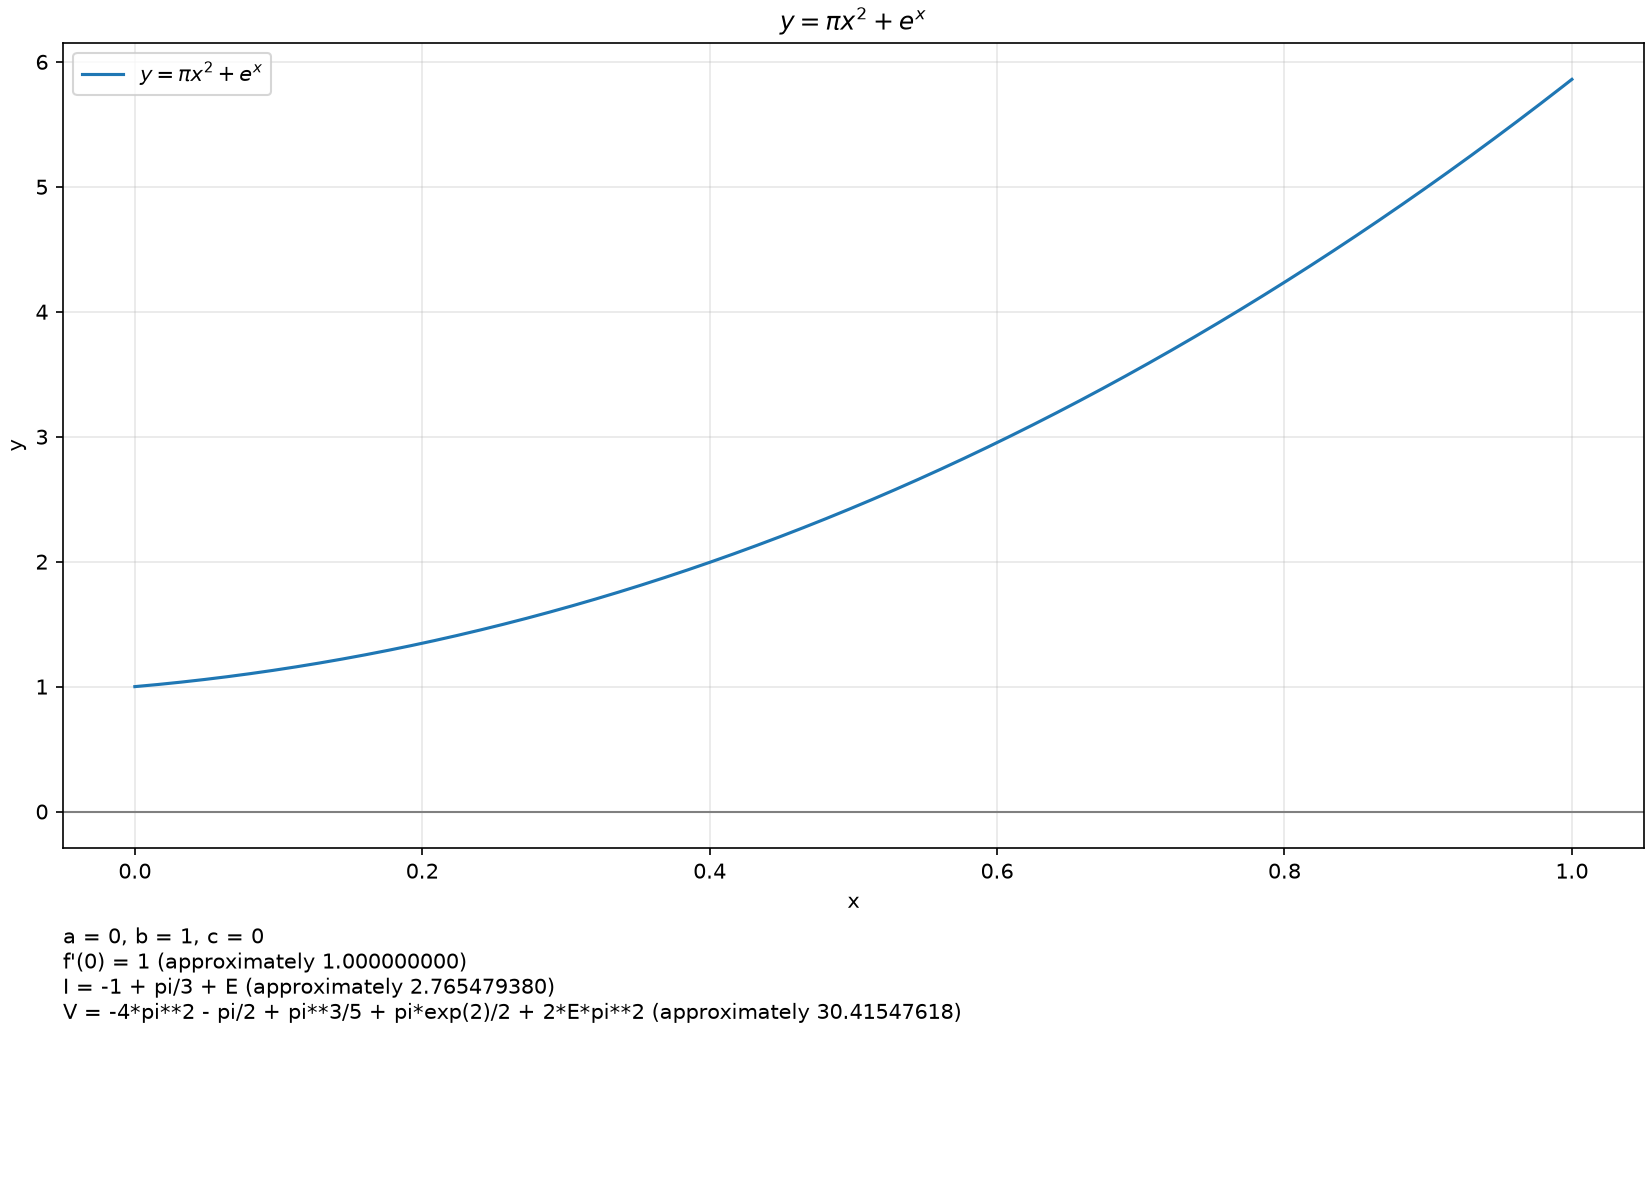 y = πx² + eˣ
y = πx² + eˣ
6
5
4
3
2
1
0
y
0.0 0.2 0.4 0.6 0.8 1.0
x
a = 0, b = 1, c = 0
f'(0) = 1 (approximately 1.000000000)
I = -1 + pi/3 + E (approximately 2.765479380)
V = -4*pi**2 - pi/2 + pi**3/5 + pi*exp(2)/2 + 2*E*pi**2 (approximately 30.41547618)